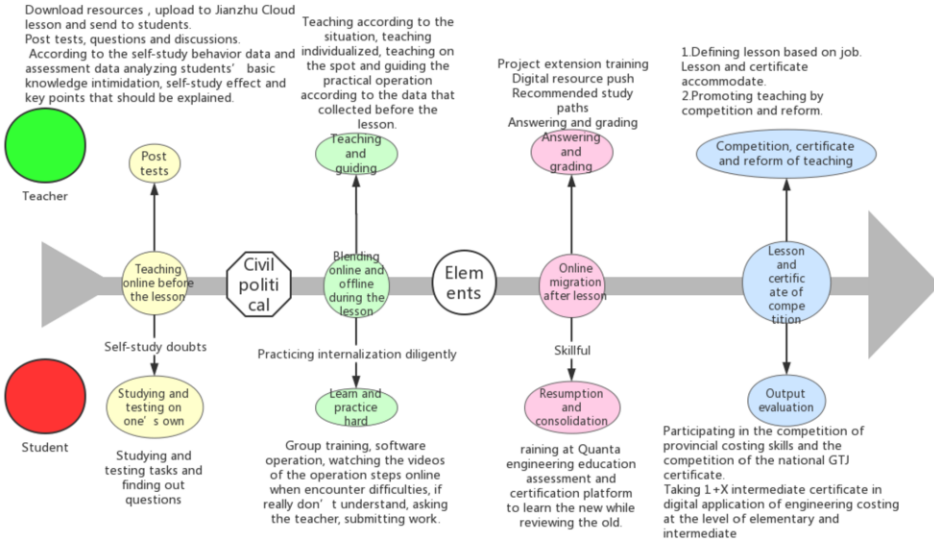 Download resources , upload to Jianzhu Cloud
lesson and send to students.
Post tests, questions and discussions.
According to the self-study behavior data and
assessment data analyzing students' basic
knowledge intimidation, self-study effect and
key points that should be explained.
Teaching according to the
situation, teaching
individualized, teaching on
the spot and guiding the
practical operation
according to the data that
collected before the
lesson.
Project extension training
Digital resource push
Recommended study
paths
Answering and grading
1.Defining lesson based on job.
Lesson and certificate
accommodate.
2.Promoting teaching by
competition and reform.
Teacher
Post
tests
Teaching
and
guiding
Answering
and
grading
Competition, certificate
and reform of teaching
Teaching
online before
the lesson
Civil
politi
cal
Blending
online and
offline
during the
lesson
Elem
ents
Online
migration
after lesson
Lesson
and
certific
ate of
compe
tition
Self-study doubts
Practicing internalization diligently
Skillful
Student
Studying and
testing on
one's own
Learn and
practice
hard
Resumption
and
consolidation
Output
evaluation
Studying and
testing tasks and
finding out
questions
Group training, software
operation, watching the videos
of the operation steps online
when encounter difficulties, if
really don't understand, asking
the teacher, submitting work.
raining at Quanta
engineering education
assessment and
certification platform
to learn the new while
reviewing the old.
Participating in the competition of
provincial costing skills and the
competition of the national GTJ
certificate.
Taking 1+X intermediate certificate in
digital application of engineering costing
at the level of elementary and
intermediate